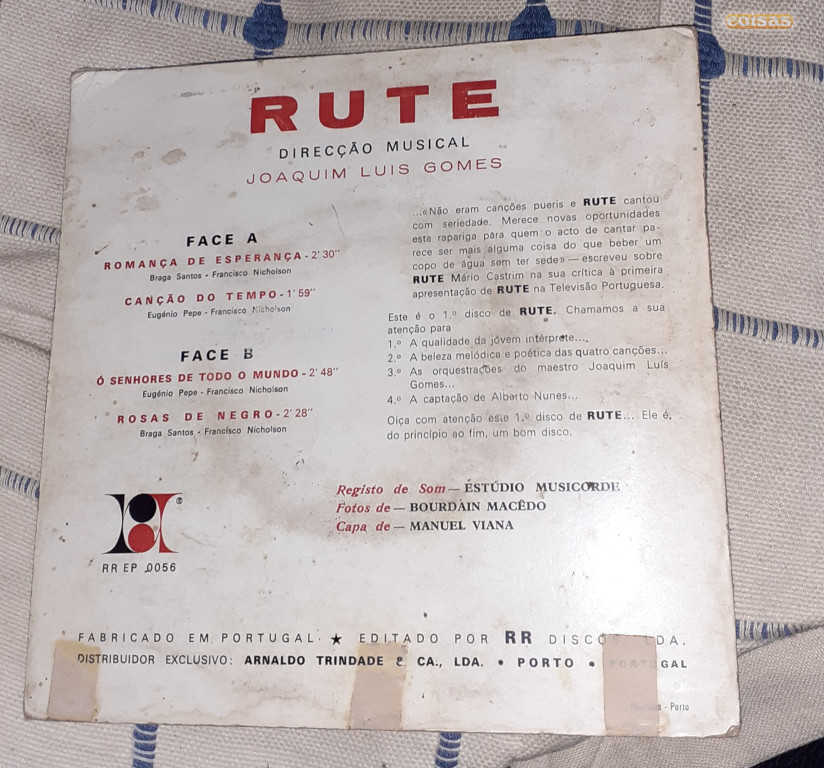 coisas
RUTE
DIRECÇÃO MUSICAL
JOAQUIM LUIS GOMES
FACE A
ROMANÇA DE ESPERANÇA - 2'30"
Braga Santos - Francisco Nicholson
CANÇÃO DO TEMPO - 1'59"
Eugénio Pepe - Francisco Nicholson
FACE B
Ó SENHORES DE TODO O MUNDO - 2'48"
Eugénio Pepe - Francisco Nicholson
ROSAS DE NEGRO - 2'28"
Braga Santos - Francisco Nicholson
...«Não eram canções pueris e RUTE cantou
com seriedade. Merece novas oportunidades
esta rapariga para quem o acto de cantar pa-
rece ser mais alguma coisa do que beber um
copo de água sem ter sede» — escreveu sobre
RUTE Mário Castrim na sua crítica à primeira
apresentação de RUTE na Televisão Portuguesa.
Este é o 1.º disco de RUTE. Chamamos a sua
atenção para
1.º A qualidade da jóvem intérprete...,
2.º A beleza melódica e poética das quatro canções...
3.º As orquestrações do maestro Joaquim Luis
Gomes...
4.º A captação de Alberto Nunes...
Oiça com atenção este 1.º disco de RUTE... Ele é,
do princípio ao fim, um bom disco.
Registo de Som — ESTÚDIO MUSICORDE
Fotos de — BOURDAIN MACÊDO
Capa de — MANUEL VIANA
®
RR EP 0056
FABRICADO EM PORTUGAL ★ EDITADO POR RR DISCOS LDA.
DISTRIBUIDOR EXCLUSIVO: ARNALDO TRINDADE & CA., LDA. • PORTO • PORTUGAL
- Porto